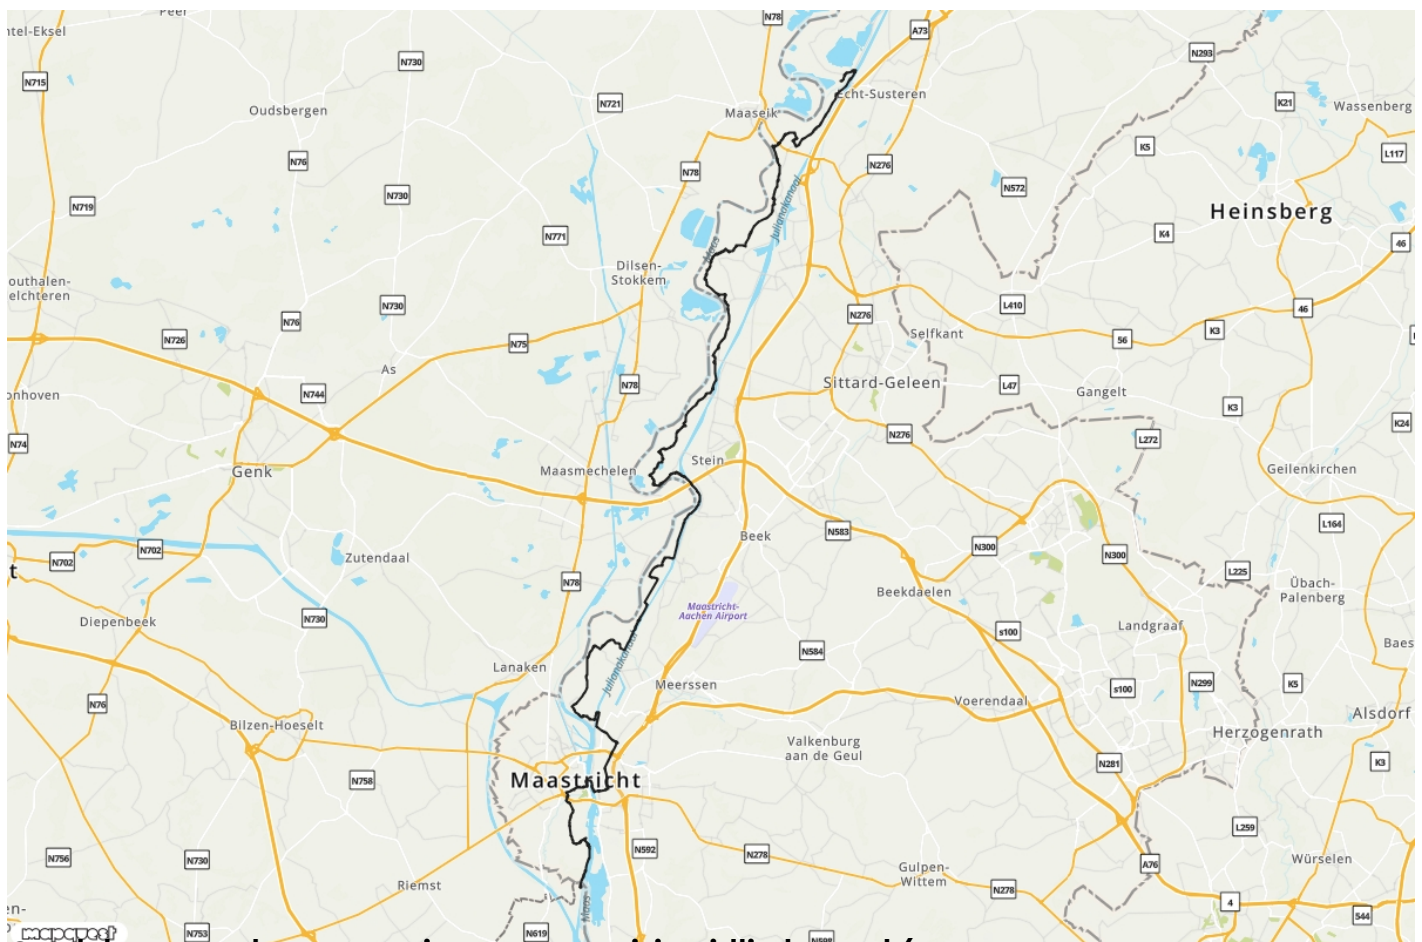 Peer
N78
A73
ntel-Eksel
N730
N293
N715
Echt-Susteren
K21
Wassenberg
Oudsbergen
N721
Maaseik
K5
L117
N76
N276
N78
N572
N719
N730
Heinsberg
K4
N771
Julianakanaal
46
Maas
Dilsen-
Stokkem
outhalen-
elchteren
N730
L410
46
N76
N276
N726
N75
Selfkant
56
K3
As
Sittard-Geleen
L47
Gangelt
onhoven
N744
N78
K3
K24
N74
N276
L272
Genk
Maasmechelen
Stein
Geilenkirchen
L164
N702
N702
Zutendaal
Beek
N583
N300
N300
t
L225
Übach-
Palenberg
N78
Maastricht-
Aachen Airport
Beekdaelen
Diepenbeek
N730
s100
Landgraaf
Baes
N584
Lanaken
Julianakanaal
Meerssen
s100
N299
K5
N76
Voerendaal
Alsdorf
Bilzen-Hoeselt
Valkenburg
aan de Geul
Herzogenrath
Maastricht
N758
N281
K3
L259
N756
N730
N592
N278
Gulpen-
Wittem
A76
Würselen
Riemst
N278
4
544
en-
Maas
mapquest
N753
N619
N598